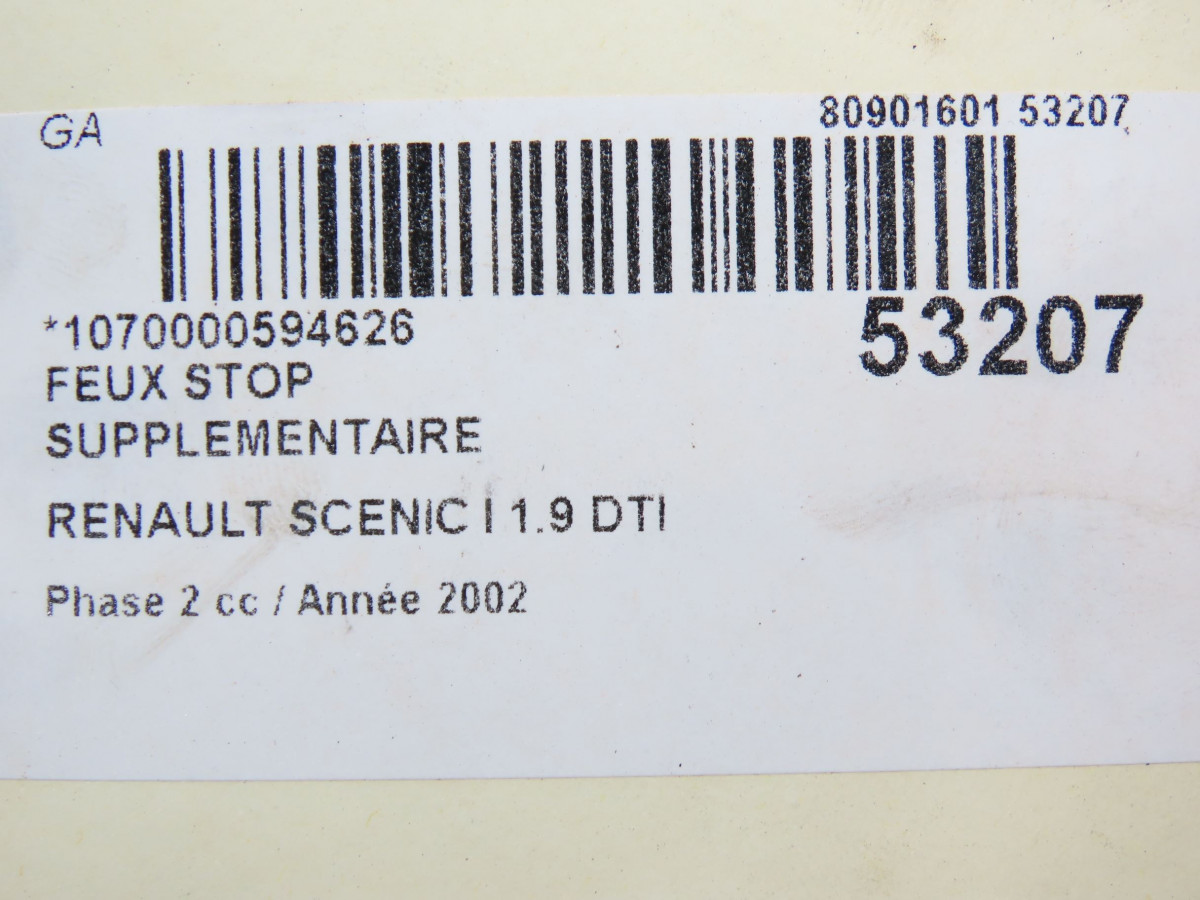 GA
80901601 53207
*1070000594626
53207
FEUX STOP
SUPPLEMENTAIRE
RENAULT SCENIC I 1.9 DTI
Phase 2 cc / Année 2002